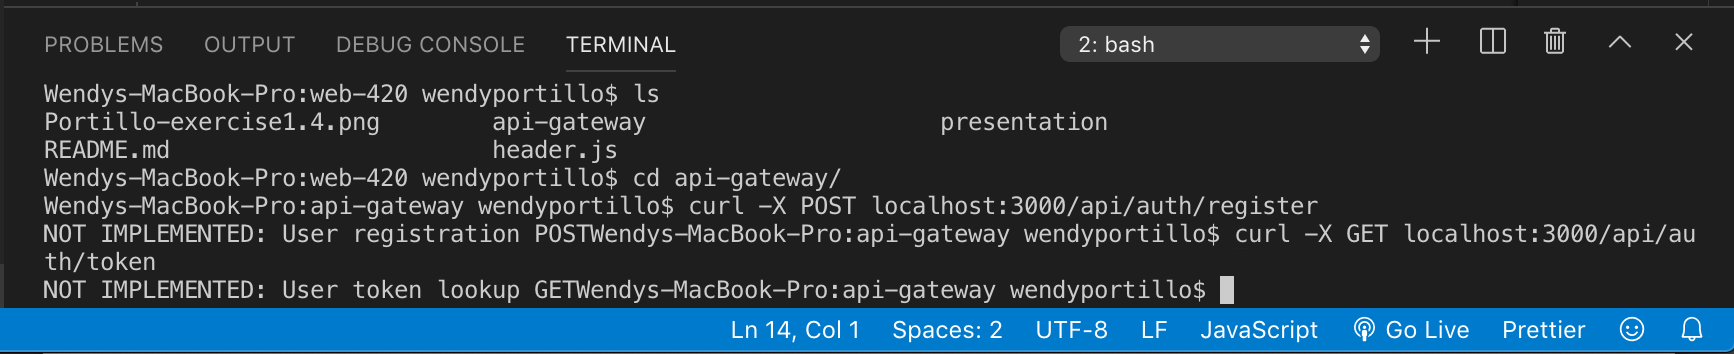 PROBLEMS OUTPUT DEBUG CONSOLE TERMINAL 2: bash
Wendys-MacBook-Pro:web-420 wendyportillo$ ls
Portillo-exercise1.4.png api-gateway presentation
README.md header.js
Wendys-MacBook-Pro:web-420 wendyportillo$ cd api-gateway/
Wendys-MacBook-Pro:api-gateway wendyportillo$ curl -X POST localhost:3000/api/auth/register
NOT IMPLEMENTED: User registration POSTWendys-MacBook-Pro:api-gateway wendyportillo$ curl -X GET localhost:3000/api/au
th/token
NOT IMPLEMENTED: User token lookup GETWendys-MacBook-Pro:api-gateway wendyportillo$
Ln 14, Col 1 Spaces: 2 UTF-8 LF JavaScript Go Live Prettier